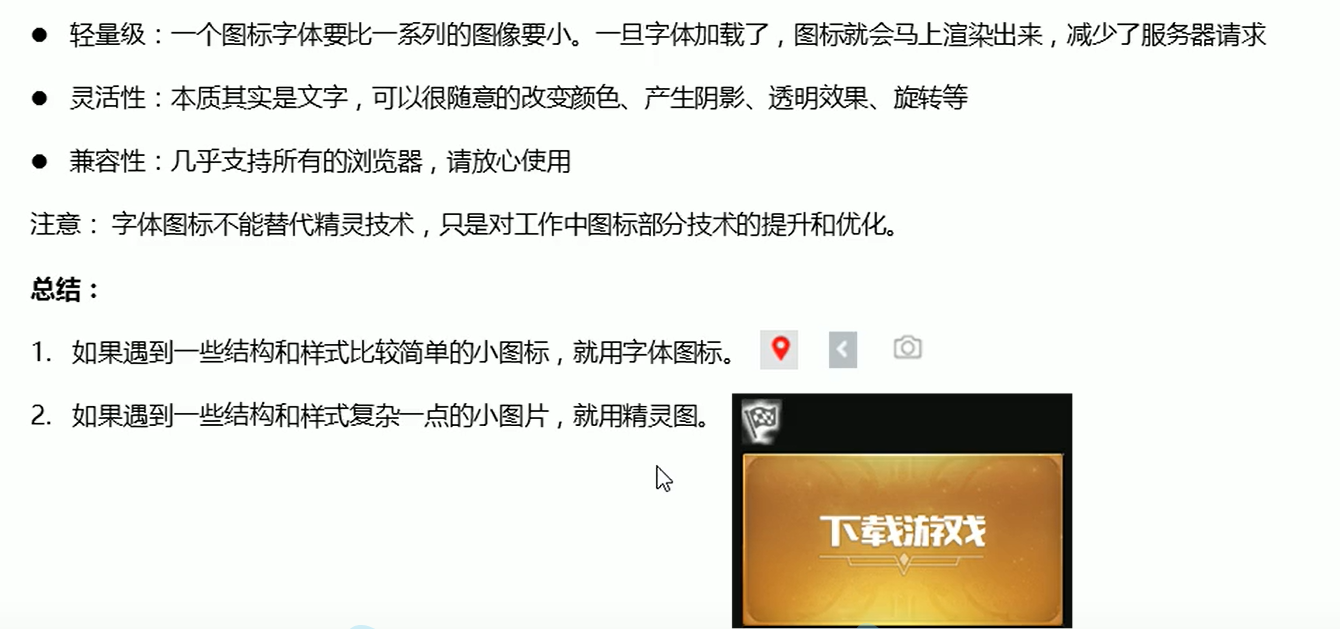 ● 轻量级：一个图标字体要比一系列的图像要小。一旦字体加载了，图标就会马上渲染出来，减少了服务器请求
● 灵活性：本质其实是文字，可以很随意的改变颜色、产生阴影、透明效果、旋转等
● 兼容性：几乎支持所有的浏览器，请放心使用
注意： 字体图标不能替代精灵技术，只是对工作中图标部分技术的提升和优化。
总结：
1. 如果遇到一些结构和样式比较简单的小图标，就用字体图标。
2. 如果遇到一些结构和样式复杂一点的小图片，就用精灵图。
下载游戏